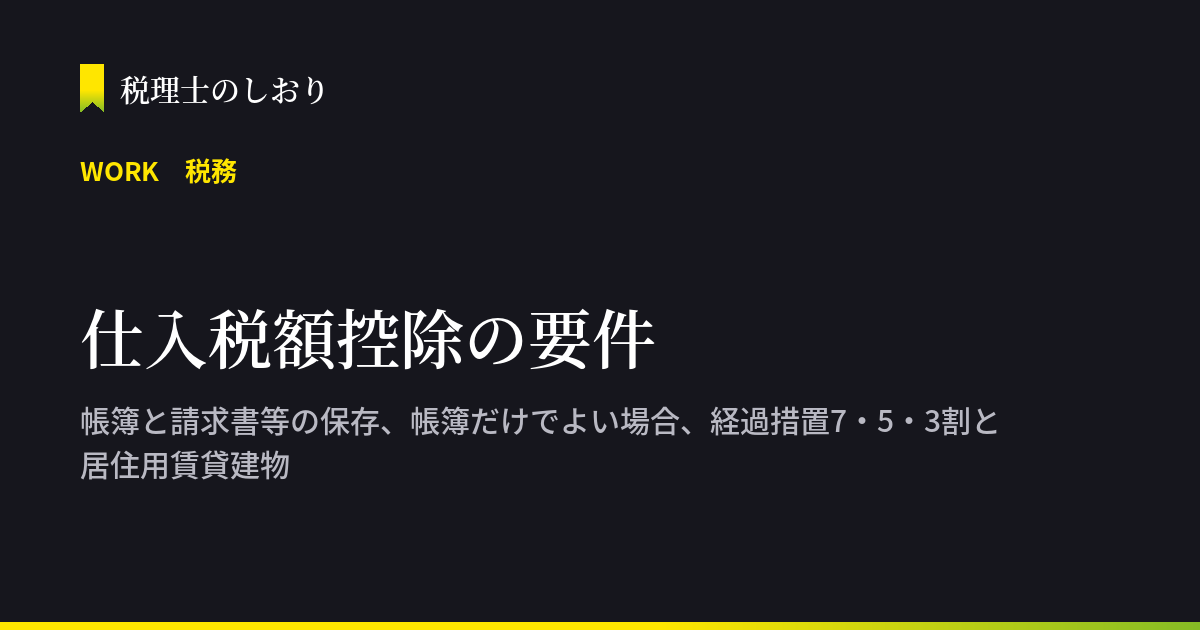 税理士のしおり
WORK 税務
仕入税額控除の要件
帳簿と請求書等の保存、帳簿だけでよい場合、経過措置7・5・3割と
居住用賃貸建物